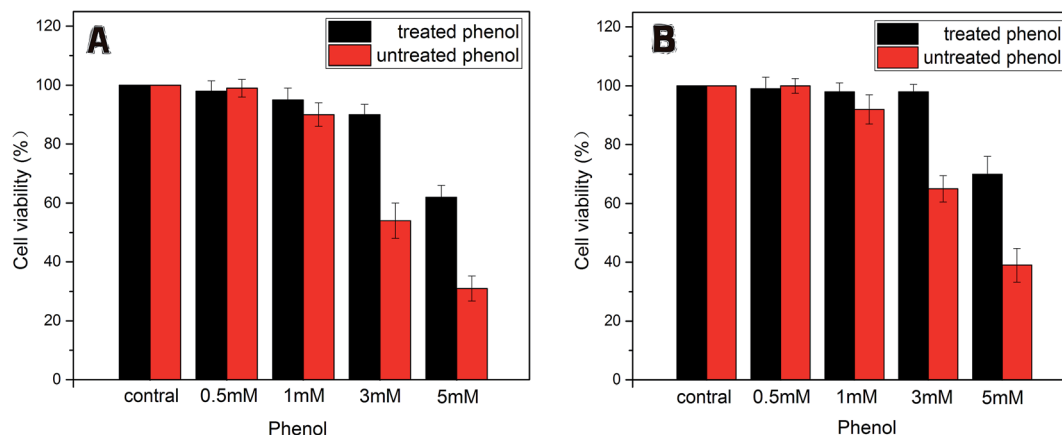 A
treated phenol
untreated phenol
120
100
80
60
40
20
0
Cell viability (%)
contral 0.5mM 1mM 3mM 5mM
Phenol
B
treated phenol
untreated phenol
120
100
80
60
40
20
0
Cell viability (%)
contral 0.5mM 1mM 3mM 5mM
Phenol